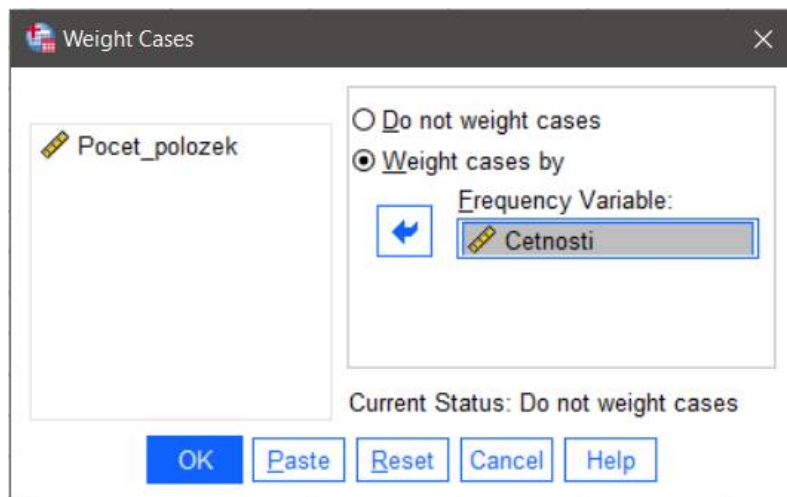 Weight Cases
Pocet_polozek
Do not weight cases
Weight cases by
Frequency Variable:
Cetnosti
Current Status: Do not weight cases
OK
Paste
Reset
Cancel
Help